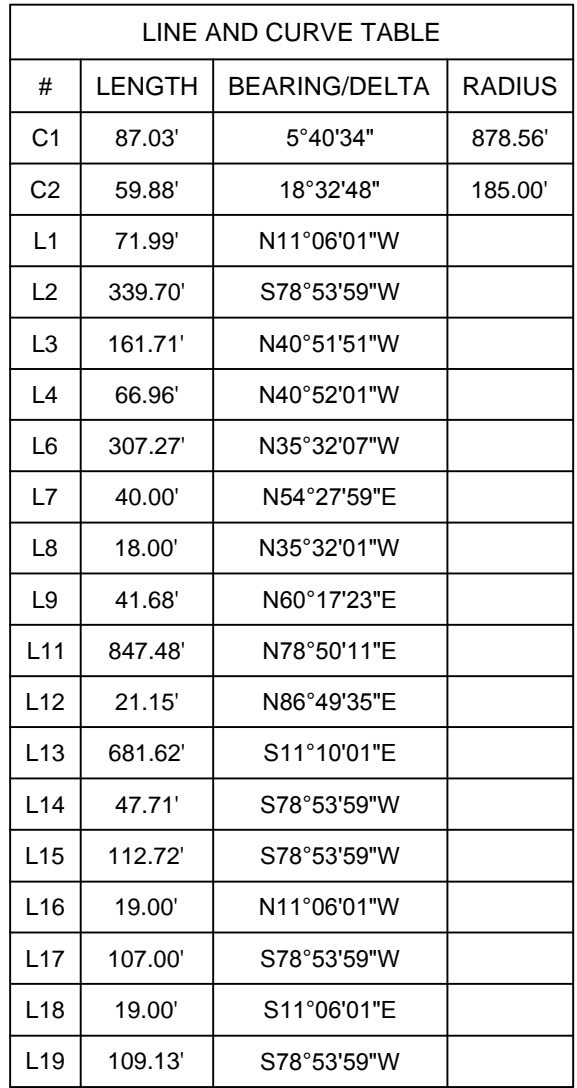 LINE AND CURVE TABLE
# LENGTH BEARING/DELTA RADIUS
C1 87.03' 5°40'34" 878.56'
C2 59.88' 18°32'48" 185.00'
L1 71.99' N11°06'01"W
L2 339.70' S78°53'59"W
L3 161.71' N40°51'51"W
L4 66.96' N40°52'01"W
L6 307.27' N35°32'07"W
L7 40.00' N54°27'59"E
L8 18.00' N35°32'01"W
L9 41.68' N60°17'23"E
L11 847.48' N78°50'11"E
L12 21.15' N86°49'35"E
L13 681.62' S11°10'01"E
L14 47.71' S78°53'59"W
L15 112.72' S78°53'59"W
L16 19.00' N11°06'01"W
L17 107.00' S78°53'59"W
L18 19.00' S11°06'01"E
L19 109.13' S78°53'59"W